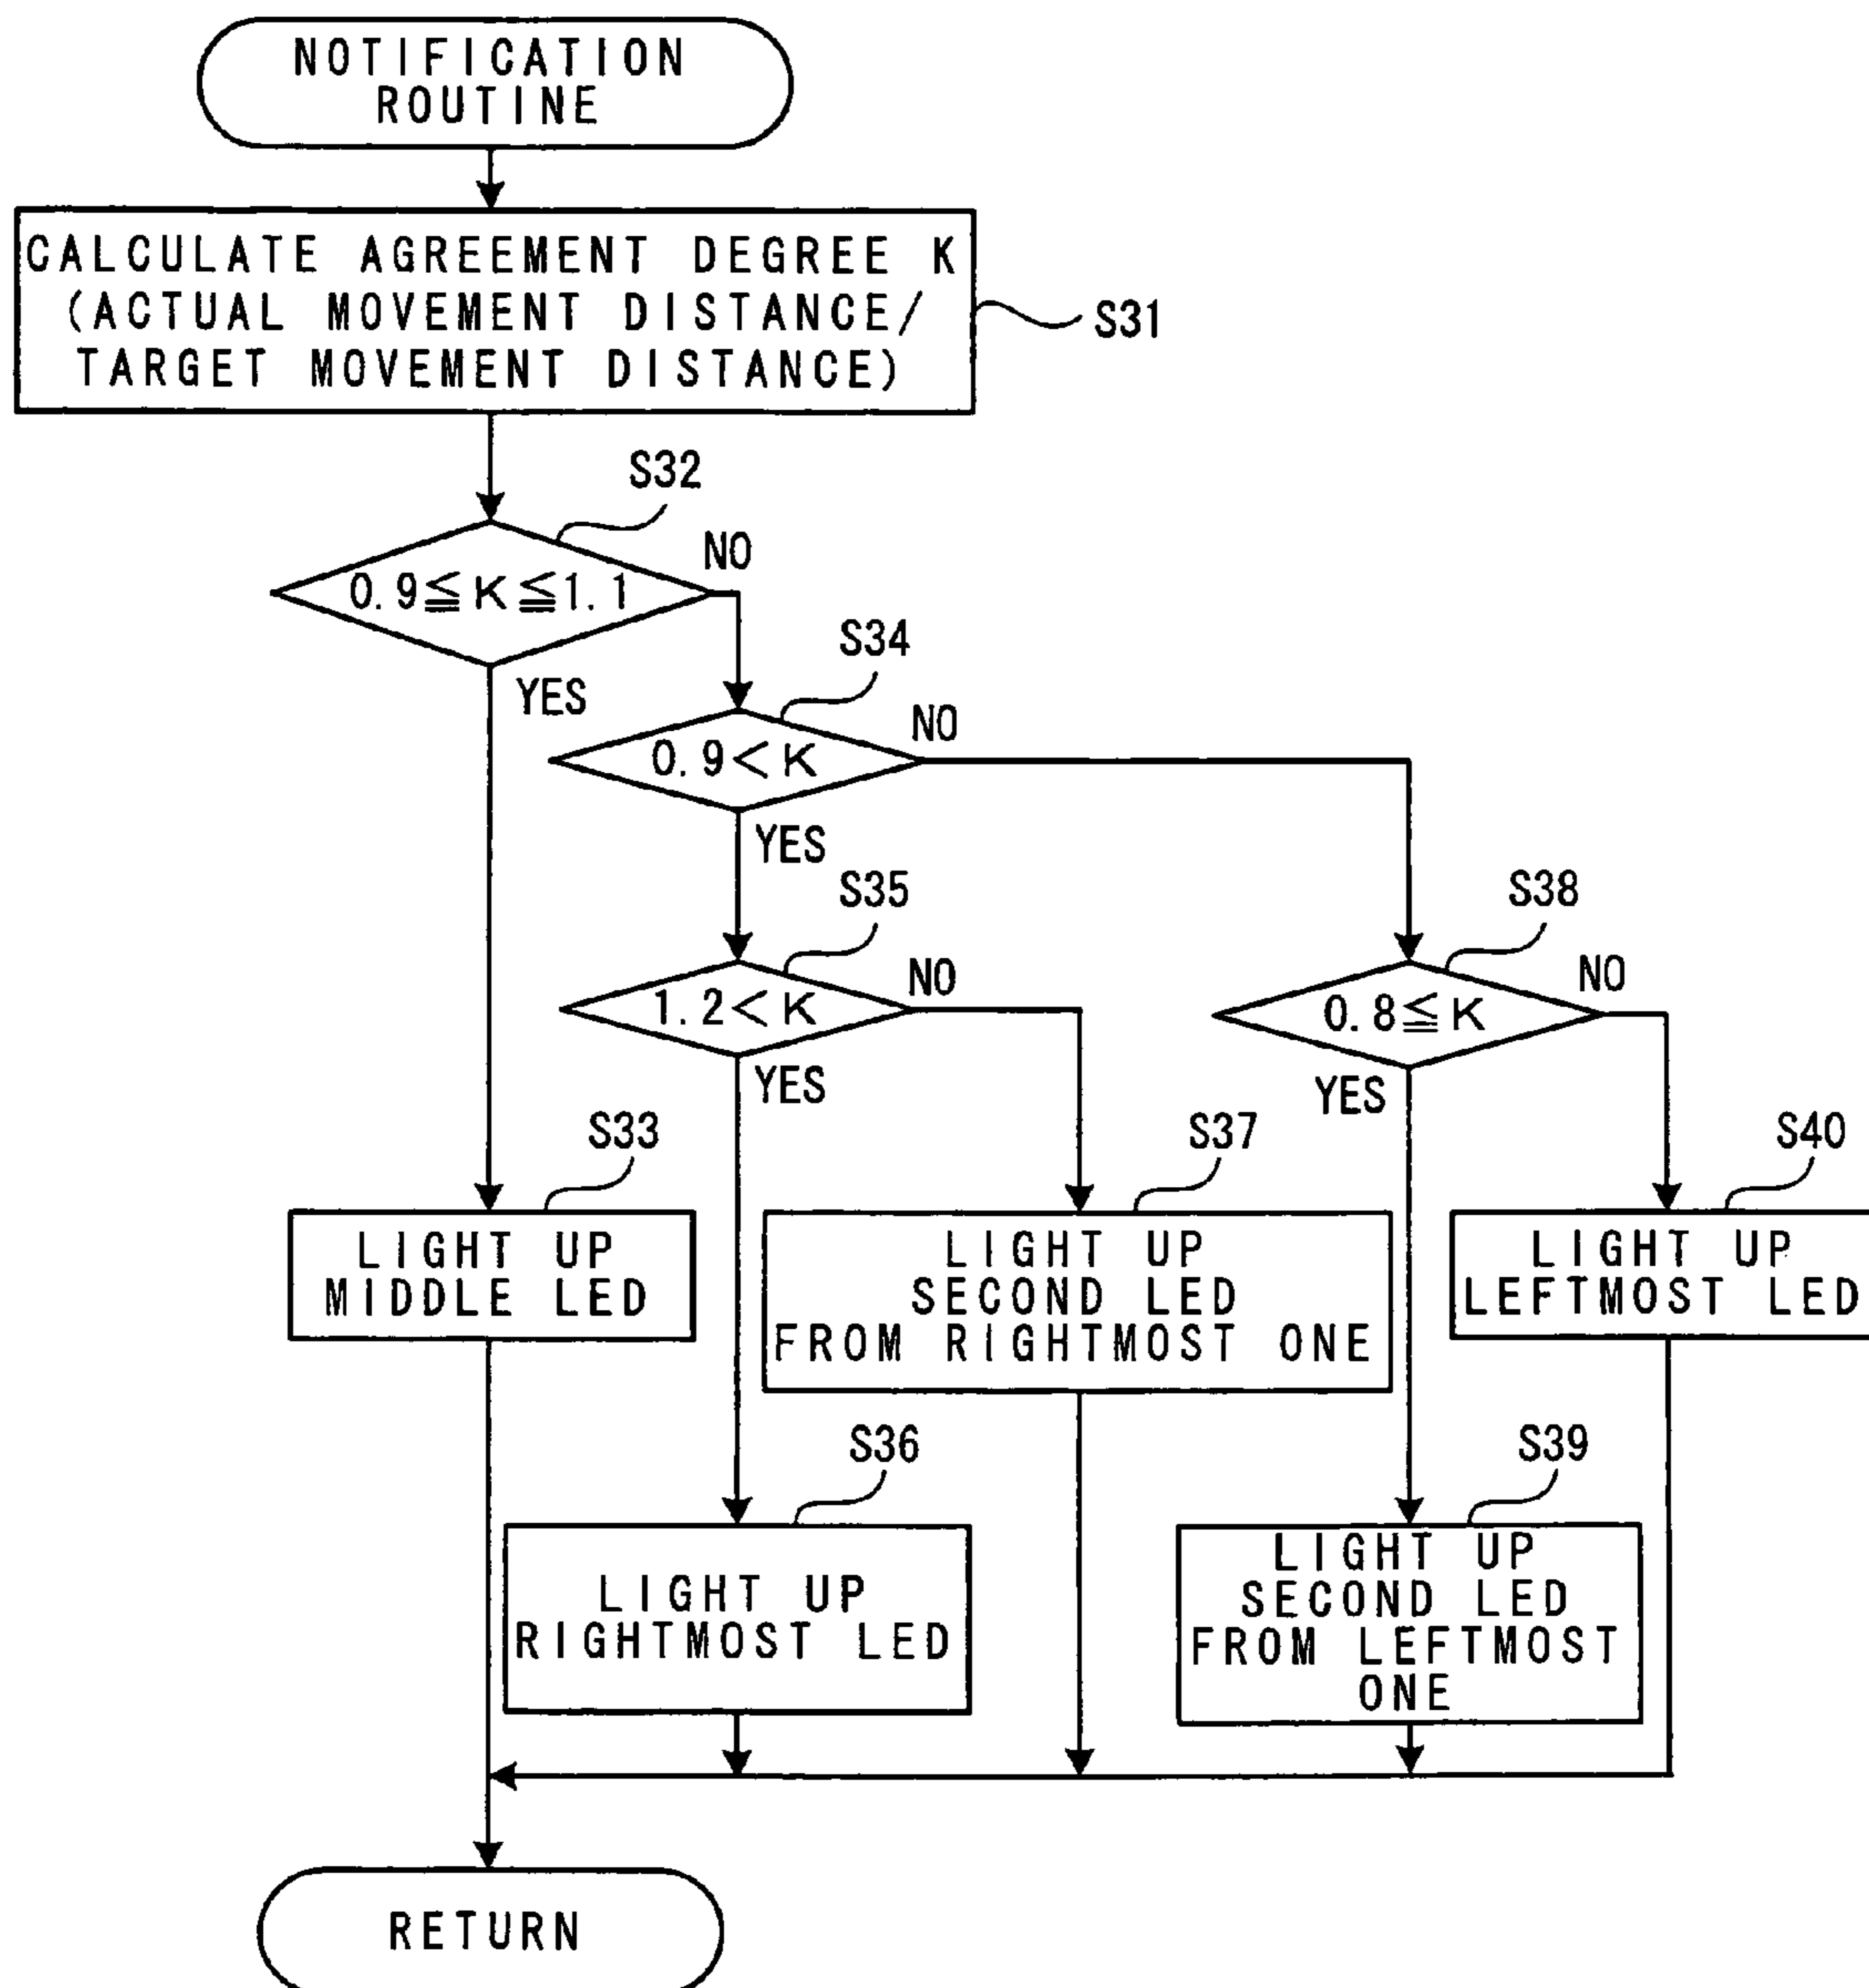 NOTIFICATION
ROUTINE
CALCULATE AGREEMENT DEGREE K
(ACTUAL MOVEMENT DISTANCE/
TARGET MOVEMENT DISTANCE)
S31
S32
0.9≦K≦1.1
NO
YES
S34
0.9<K
NO
YES
S35
1.2<K
NO
YES
S38
0.8≦K
NO
YES
S33
LIGHT UP
MIDDLE LED
S37
LIGHT UP
SECOND LED
FROM RIGHTMOST ONE
S40
LIGHT UP
LEFTMOST LED
S36
LIGHT UP
RIGHTMOST LED
S39
LIGHT UP
SECOND LED
FROM LEFTMOST
ONE
RETURN